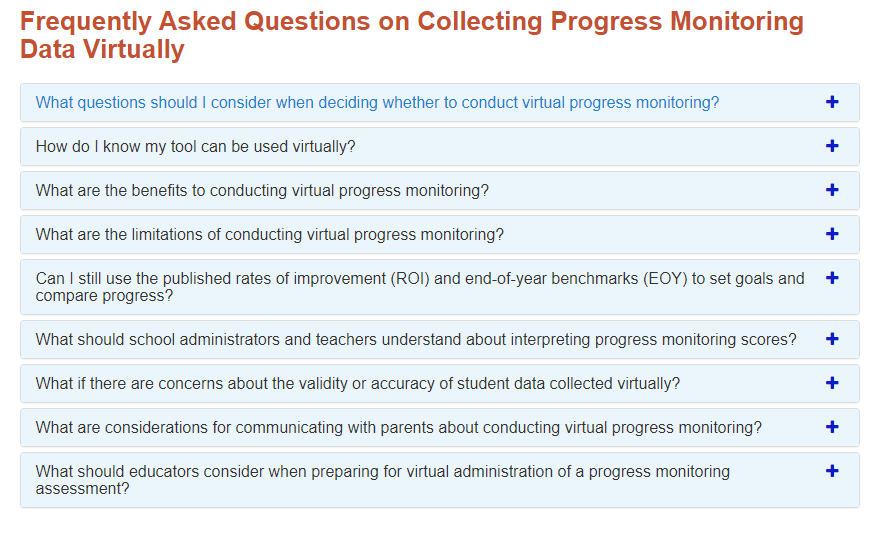 Frequently Asked Questions on Collecting Progress Monitoring
Data Virtually
What questions should I consider when deciding whether to conduct virtual progress monitoring?
How do I know my tool can be used virtually?
What are the benefits to conducting virtual progress monitoring?
What are the limitations of conducting virtual progress monitoring?
Can I still use the published rates of improvement (ROI) and end-of-year benchmarks (EOY) to set goals and
compare progress?
What should school administrators and teachers understand about interpreting progress monitoring scores?
What if there are concerns about the validity or accuracy of student data collected virtually?
What are considerations for communicating with parents about conducting virtual progress monitoring?
What should educators consider when preparing for virtual administration of a progress monitoring
assessment?